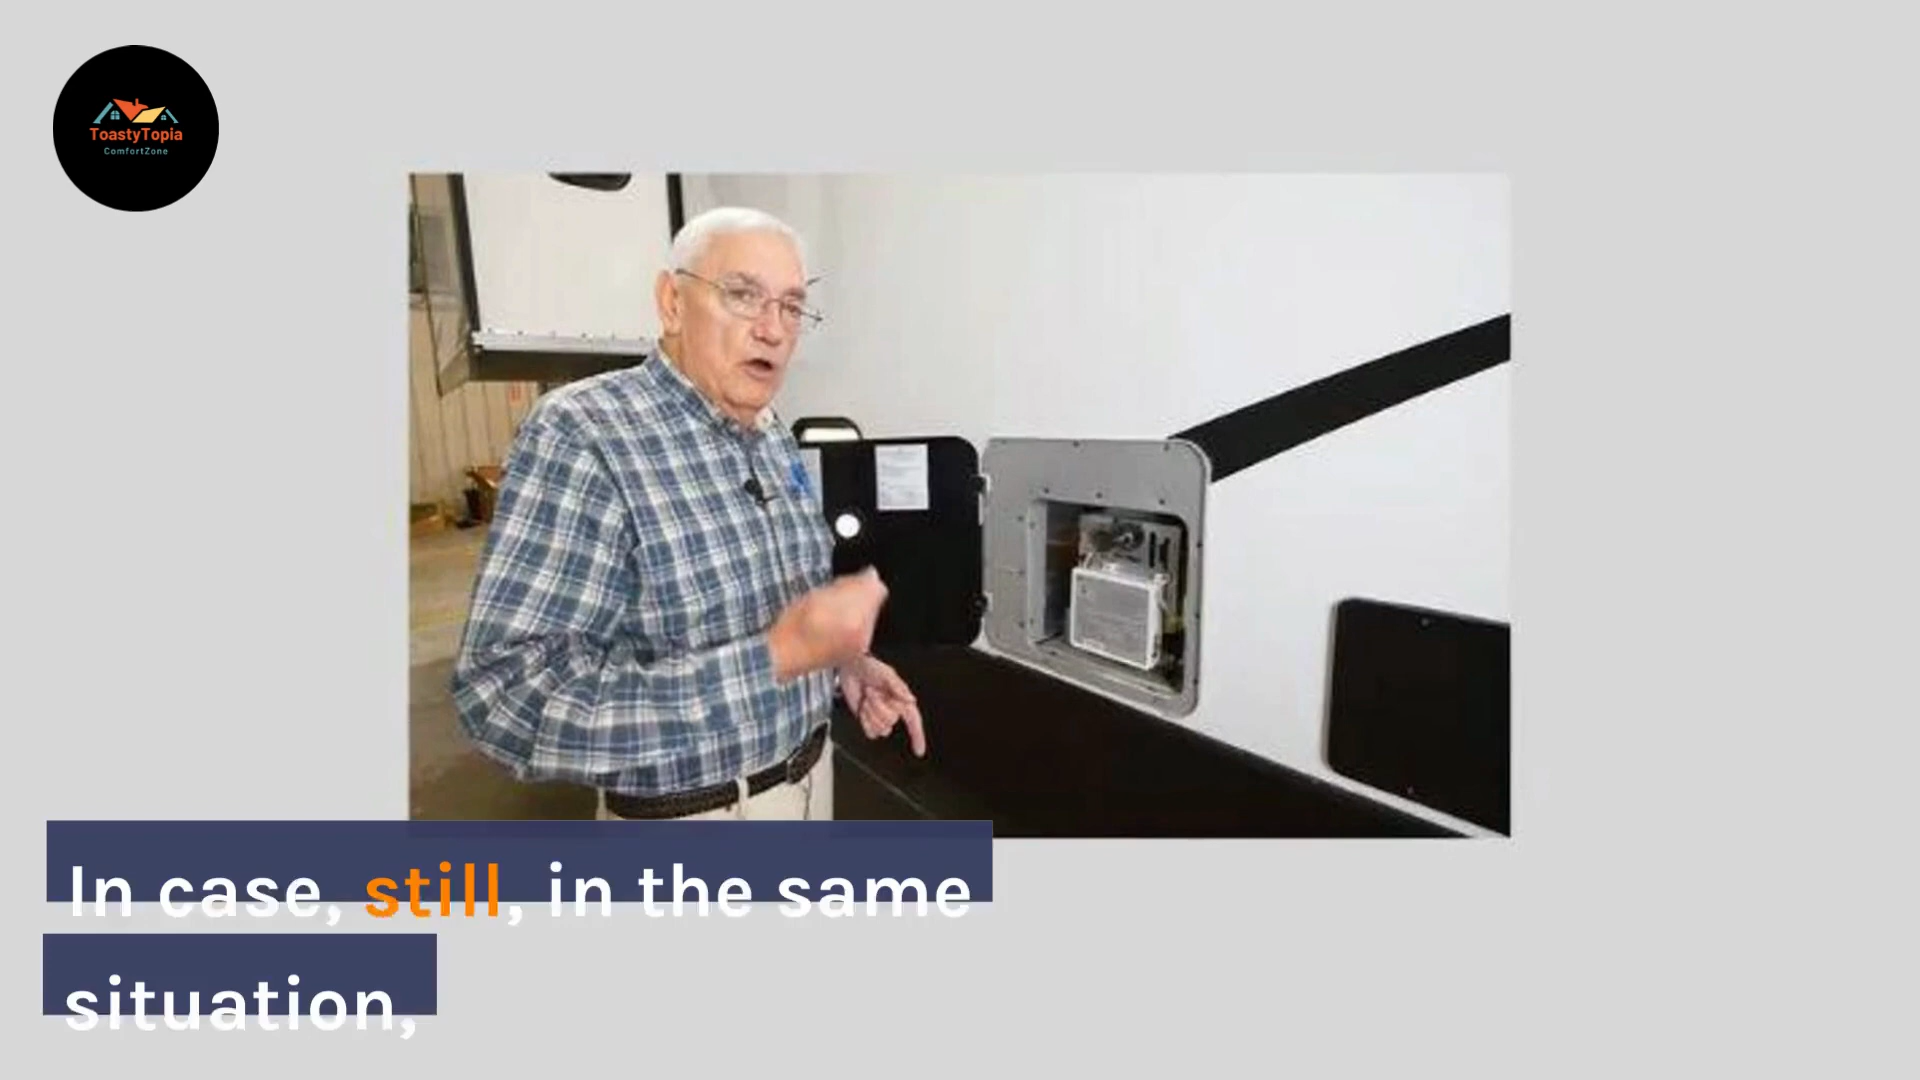 ToastyTopia
ComfortZone
In case, still, in the same
situation,